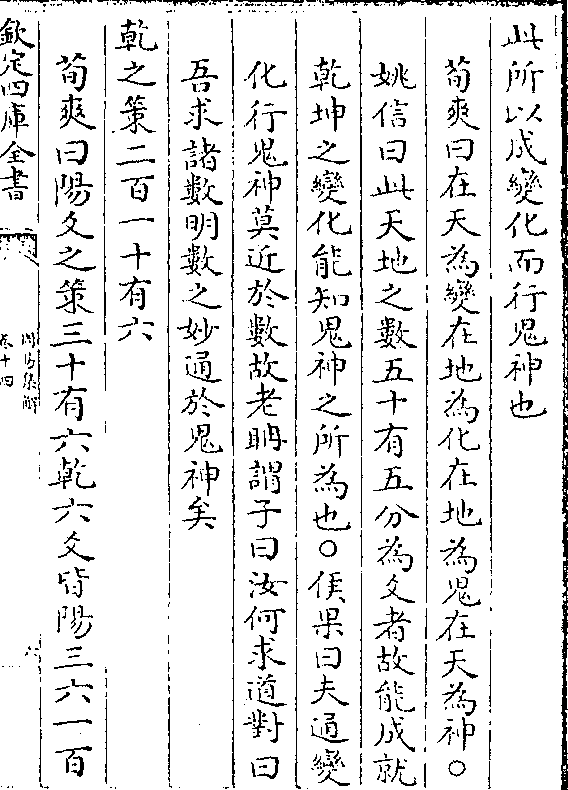 此所以成變化而行鬼神也
荀爽曰在天為變在地為化在地為鬼在天為神○
姚信曰此天地之數五十有五分為爻者故能成就
乾坤之變化能知鬼神之所為也○侯果曰夫通變
化行鬼神莫近於數故老聃謂子曰汝何求道對曰
吾求諸數明數之妙通於鬼神矣
乾之策二百一十有六
荀爽曰陽爻之策三十有六乾六爻皆陽三六一百
欽定四庫全書
周易集解
卷十四